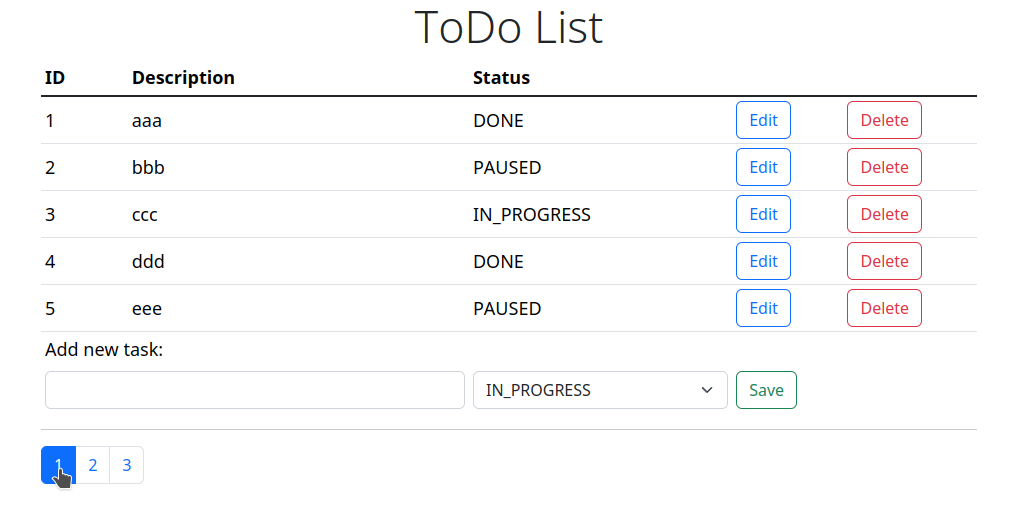 ToDo List
ID Description Status
1 aaa DONE Edit Delete
2 bbb PAUSED Edit Delete
3 ccc IN_PROGRESS Edit Delete
4 ddd DONE Edit Delete
5 eee PAUSED Edit Delete
Add new task:
IN_PROGRESS Save
1 2 3